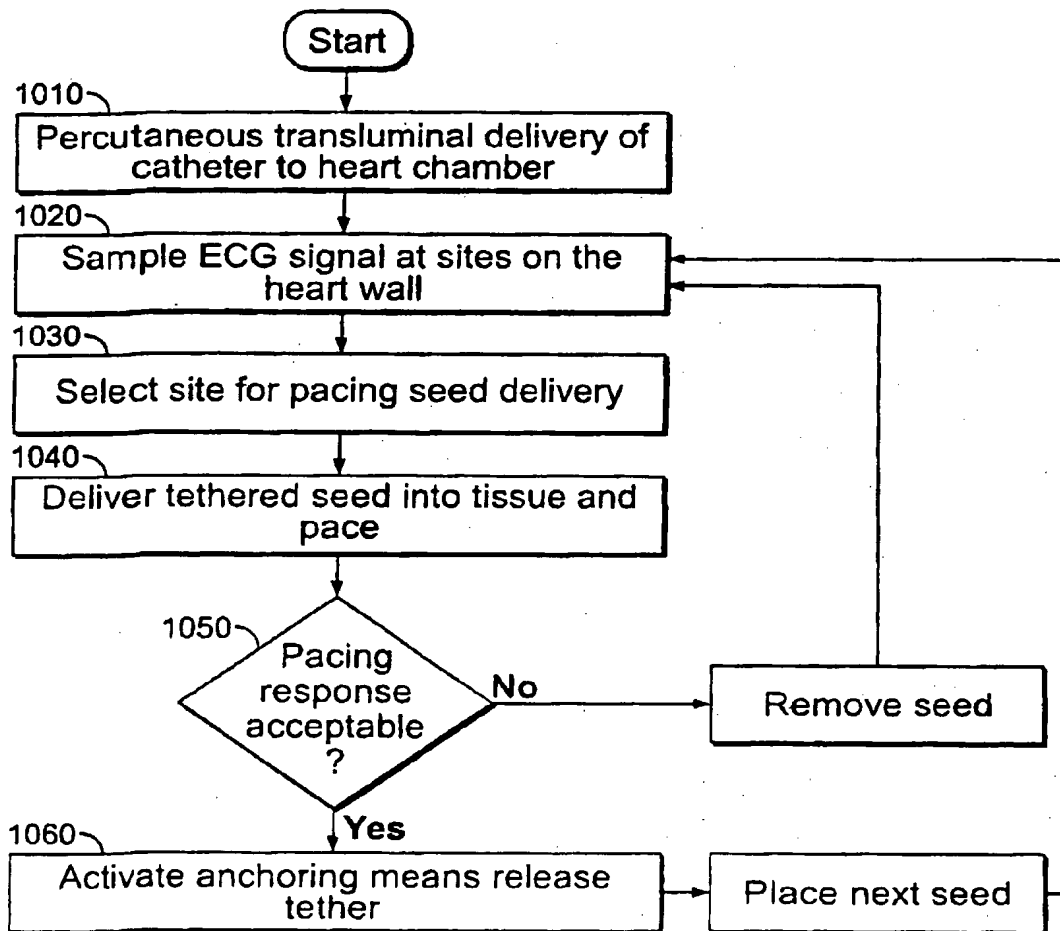 Start
1010
Percutaneous transluminal delivery of
catheter to heart chamber
1020
Sample ECG signal at sites on the
heart wall
1030
Select site for pacing seed delivery
1040
Deliver tethered seed into tissue and
pace
1050
Pacing
response
acceptable
?
No
Remove seed
Yes
1060
Activate anchoring means release
tether
Place next seed